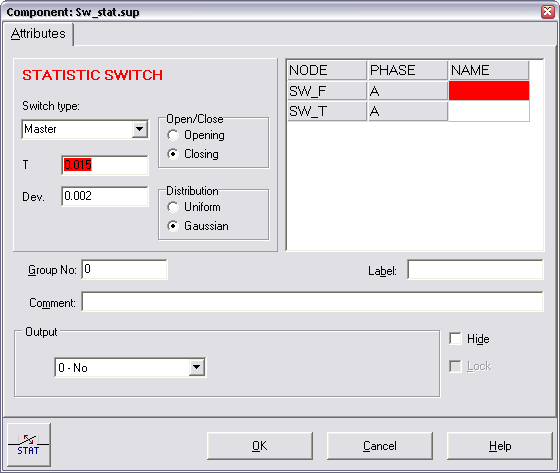 Component: Sw_stat.sup
Attributes
STATISTIC SWITCH
Switch type:
Master
T 0.015
Dev. 0.002
Open/Close
Opening
Closing
Distribution
Uniform
Gaussian
NODE PHASE NAME
SW_F A
SW_T A
Group No: 0
Label:
Comment:
Output
0 - No
Hide
Lock
STAT
OK Cancel Help